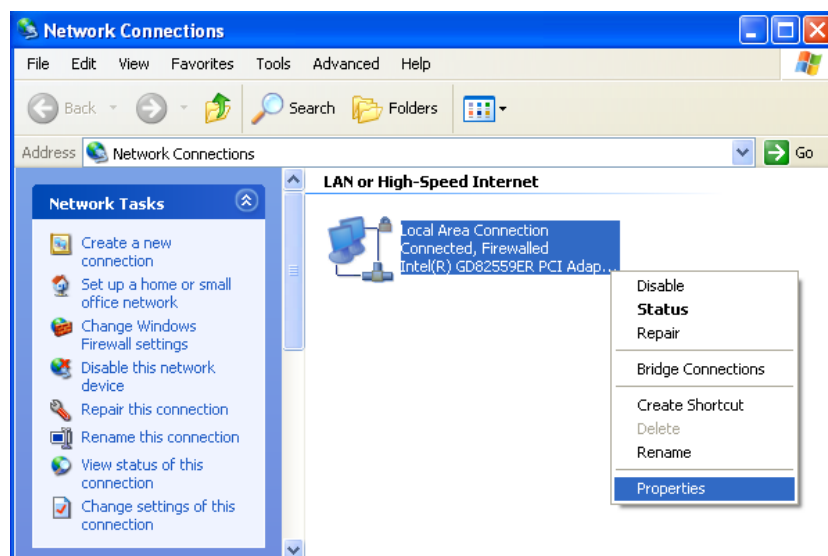 Network Connections
File Edit View Favorites Tools Advanced Help
Back Search Folders
Address Network Connections Go
Network Tasks
Create a new
connection
Set up a home or small
office network
Change Windows
Firewall settings
Disable this network
device
Repair this connection
Rename this connection
View status of this
connection
Change settings of this
connection
LAN or High-Speed Internet
Local Area Connection
Connected, Firewalled
Intel(R) GD82559ER PCI Adap...
Disable
Status
Repair
Bridge Connections
Create Shortcut
Delete
Rename
Properties